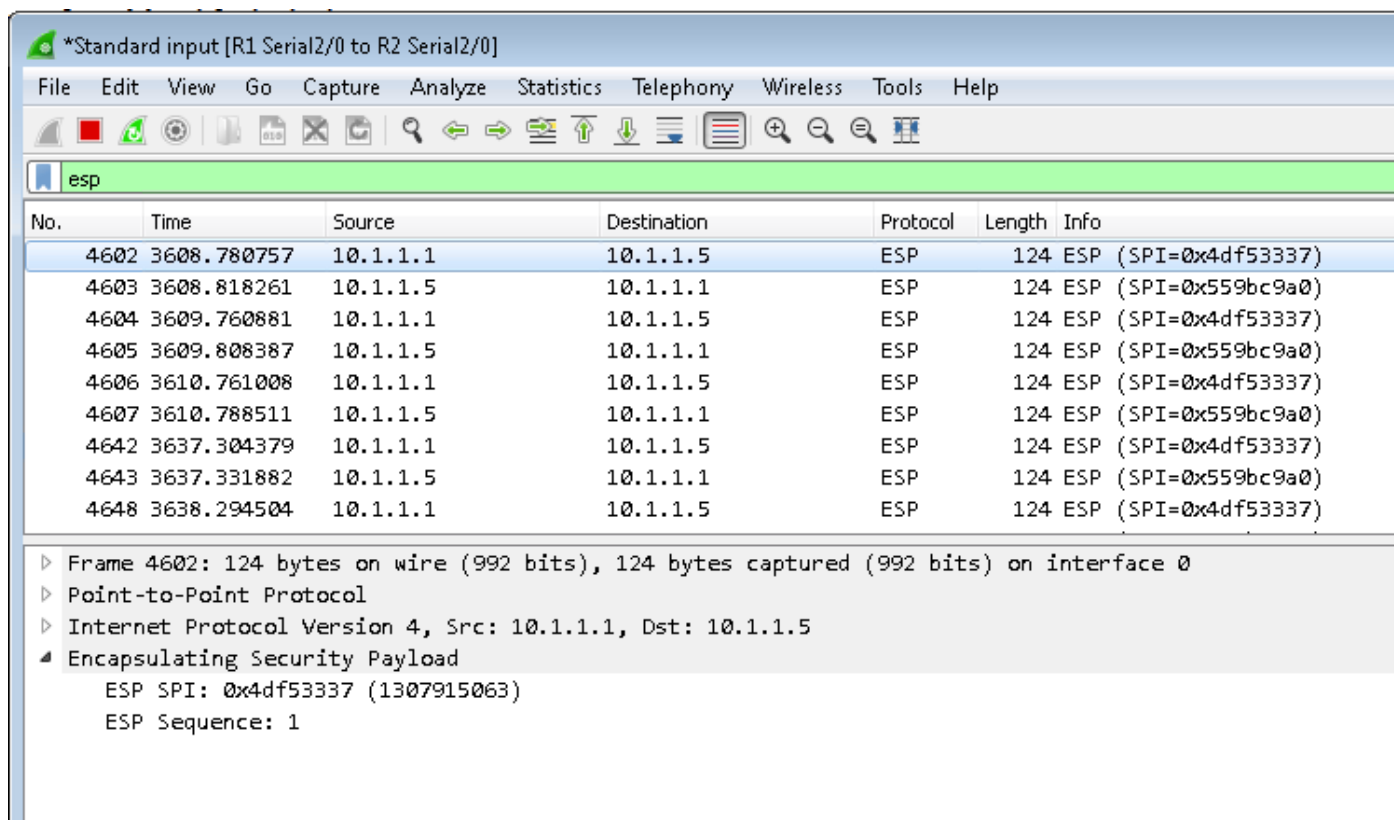 *Standard input [R1 Serial2/0 to R2 Serial2/0]
File Edit View Go Capture Analyze Statistics Telephony Wireless Tools Help
esp
No. Time Source Destination Protocol Length Info
4602 3608.780757 10.1.1.1 10.1.1.5 ESP 124 ESP (SPI=0x4df53337)
4603 3608.818261 10.1.1.5 10.1.1.1 ESP 124 ESP (SPI=0x559bc9a0)
4604 3609.760881 10.1.1.1 10.1.1.5 ESP 124 ESP (SPI=0x4df53337)
4605 3609.808387 10.1.1.5 10.1.1.1 ESP 124 ESP (SPI=0x559bc9a0)
4606 3610.761008 10.1.1.1 10.1.1.5 ESP 124 ESP (SPI=0x4df53337)
4607 3610.788511 10.1.1.5 10.1.1.1 ESP 124 ESP (SPI=0x559bc9a0)
4642 3637.304379 10.1.1.1 10.1.1.5 ESP 124 ESP (SPI=0x4df53337)
4643 3637.331882 10.1.1.5 10.1.1.1 ESP 124 ESP (SPI=0x559bc9a0)
4648 3638.294504 10.1.1.1 10.1.1.5 ESP 124 ESP (SPI=0x4df53337)
Frame 4602: 124 bytes on wire (992 bits), 124 bytes captured (992 bits) on interface 0
Point-to-Point Protocol
Internet Protocol Version 4, Src: 10.1.1.1, Dst: 10.1.1.5
Encapsulating Security Payload
ESP SPI: 0x4df53337 (1307915063)
ESP Sequence: 1